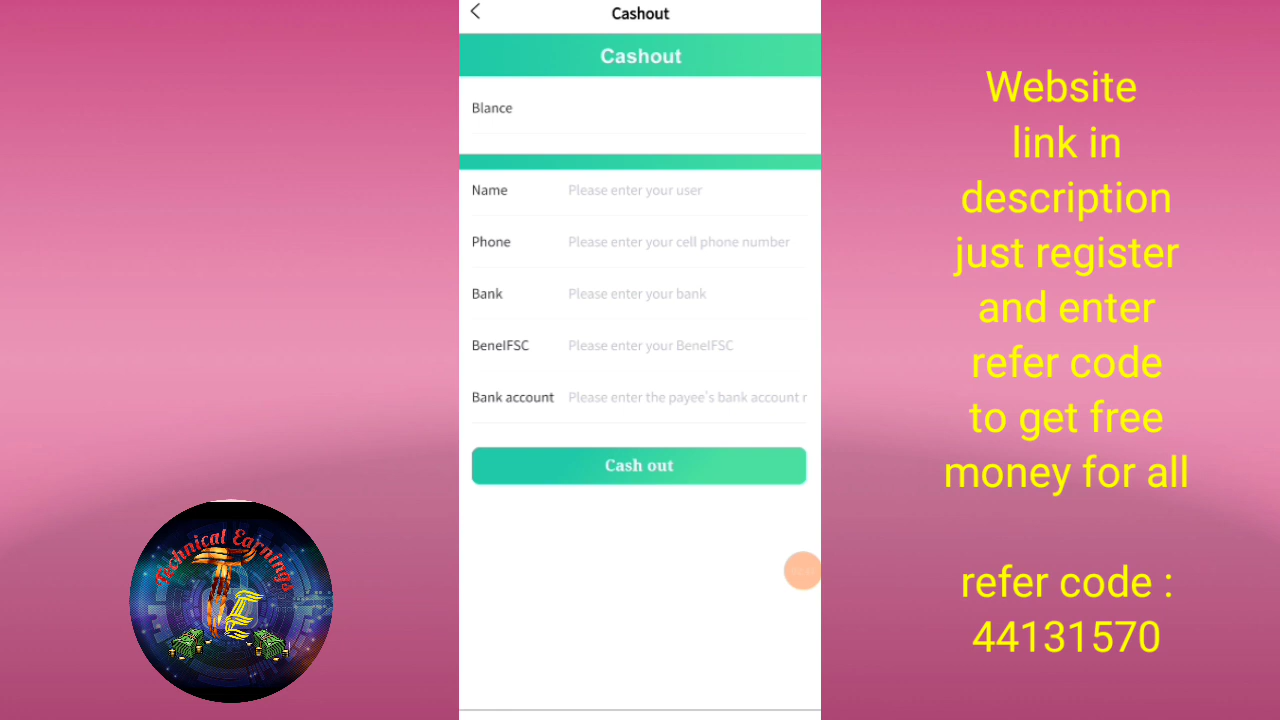 Cashout
Cashout
Blance
Name Please enter your user
Phone Please enter your cell phone number
Bank Please enter your bank
BeneIFSC Please enter your BeneIFSC
Bank account Please enter the payee's bank account r
Cash out
Technical Earnings
TE
Website
link in
description
just register
and enter
refer code
to get free
money for all
refer code :
44131570